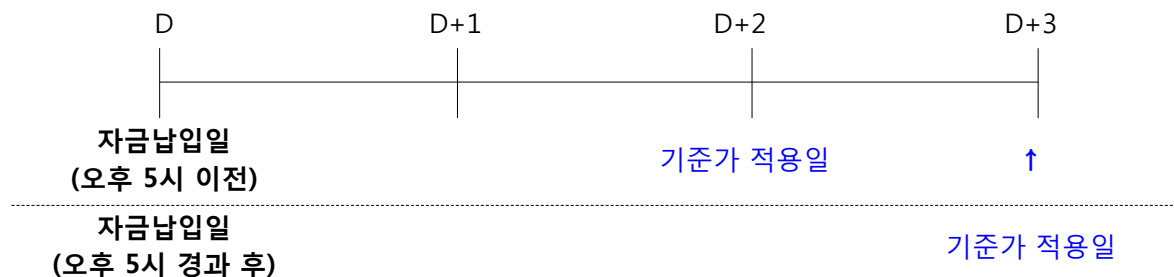 D D+1 D+2 D+3
자금납입일
(오후 5시 이전)
기준가 적용일 ↑
자금납입일
(오후 5시 경과 후)
기준가 적용일